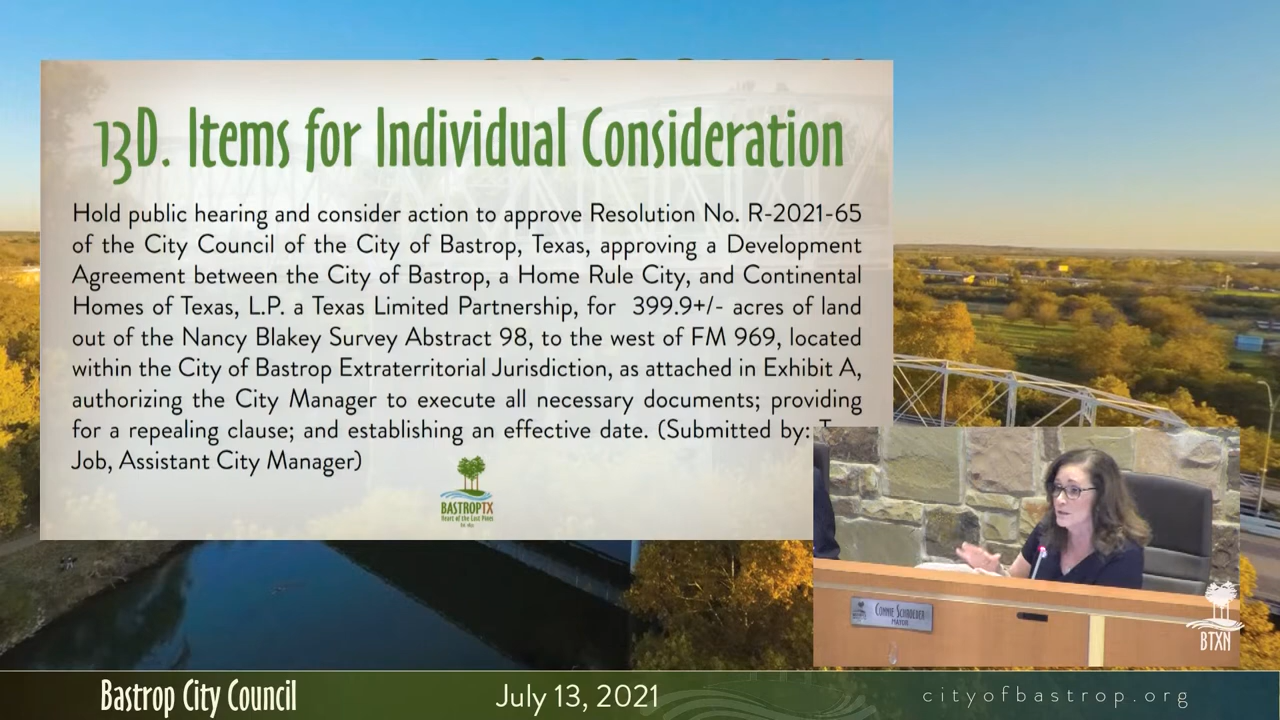 13D. Items for Individual Consideration
Hold public hearing and consider action to approve Resolution No. R-2021-65
of the City Council of the City of Bastrop, Texas, approving a Development
Agreement between the City of Bastrop, a Home Rule City, and Continental
Homes of Texas, L.P. a Texas Limited Partnership, for 399.9+/- acres of land
out of the Nancy Blakey Survey Abstract 98, to the west of FM 969, located
within the City of Bastrop Extraterritorial Jurisdiction, as attached in Exhibit A,
authorizing the City Manager to execute all necessary documents; providing
for a repealing clause; and establishing an effective date. (Submitted by:
Job, Assistant City Manager)
BASTROPTX
Heart of the Lost Pines
CONNIE SCHROEDER
MAYOR
BTXN
Bastrop City Council
July 13, 2021
cityofbastrop.org